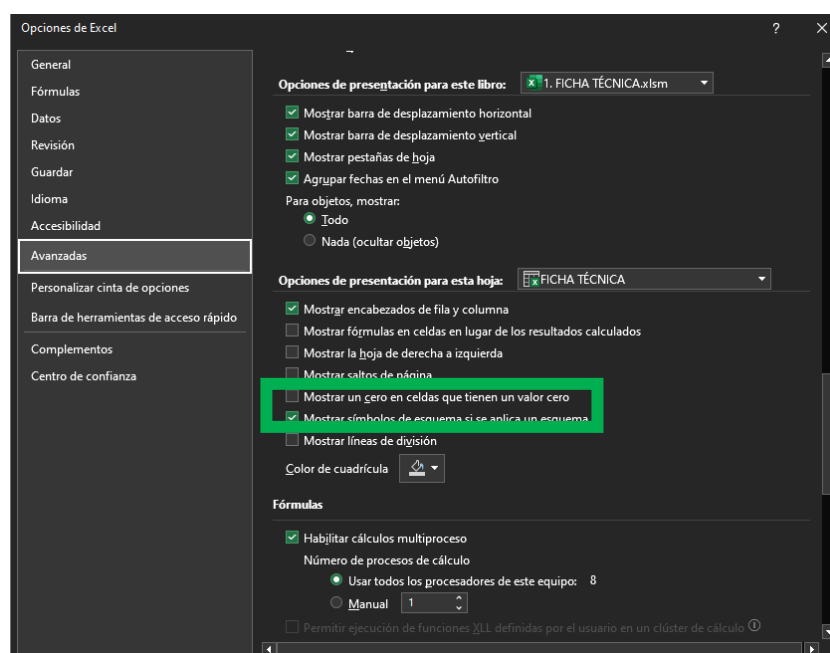 Opciones de Excel
?
General
Fórmulas
Datos
Revisión
Guardar
Idioma
Accesibilidad
Avanzadas
Personalizar cinta de opciones
Barra de herramientas de acceso rápido
Complementos
Centro de confianza
Opciones de presentación para este libro: 1. FICHA TÉCNICA.xlsm
Mostrar barra de desplazamiento horizontal
Mostrar barra de desplazamiento vertical
Mostrar pestañas de hoja
Agrupar fechas en el menú Autofiltro
Para objetos, mostrar:
Todo
Nada (ocultar objetos)
Opciones de presentación para esta hoja: FICHA TÉCNICA
Mostrar encabezados de fila y columna
Mostrar fórmulas en celdas en lugar de los resultados calculados
Mostrar la hoja de derecha a izquierda
Mostrar saltos de página
Mostrar un cero en celdas que tienen un valor cero
Mostrar símbolos de esquema si se aplica un esquema
Mostrar líneas de división
Color de cuadrícula
Fórmulas
Habilitar cálculos multiproceso
Número de procesos de cálculo
Usar todos los procesadores de este equipo: 8
Manual 1
Permitir ejecución de funciones XLL definidas por el usuario en un clúster de cálculo